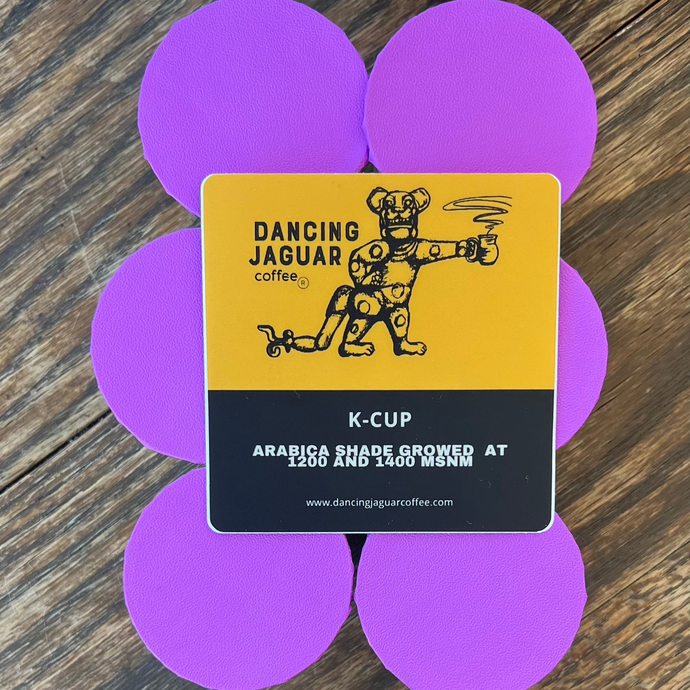 DANCING
JAGUAR
coffee®
K-CUP
ARABICA SHADE GROWED AT
1200 AND 1400 MSNM
www.dancingjaguarcoffee.com